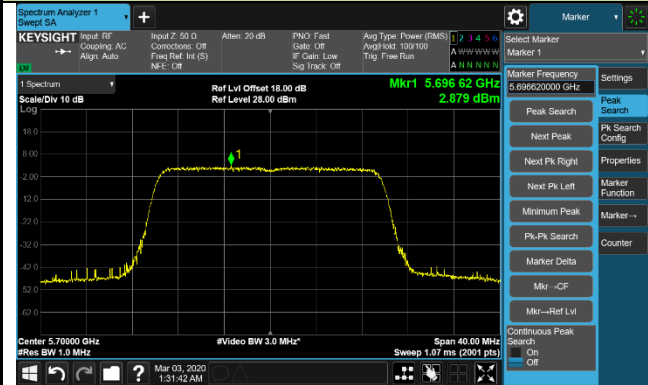 Spectrum Analyzer 1
Swept SA
+
Marker
KEYSIGHT
Input: RF
Coupling: AC
Align: Auto
Input Z: 50 Ω
Corrections: Off
Freq Ref: Int (S)
NFE: Off
Atten: 20 dB
PNO: Fast
Gate: Off
IF Gain: Low
Sig Track: Off
Avg Type: Power (RMS)
Avg|Hold: 100/100
Trig: Free Run
1 2 3 4 5 6
A W W W W W
A N N N N N
LXI
Select Marker
Marker 1
1 Spectrum
Scale/Div 10 dB
Log
Ref Lvl Offset 18.00 dB
Ref Level 28.00 dBm
Mkr1 5.696 62 GHz
2.879 dBm
18.0
8.00
-2.00
-12.0
-22.0
-32.0
-42.0
-52.0
-62.0
1
Center 5.70000 GHz
#Res BW 1.0 MHz
#Video BW 3.0 MHz*
Span 40.00 MHz
Sweep 1.07 ms (2001 pts)
Mar 03, 2020
1:31:42 AM
?
Marker Frequency
5.696620000 GHz
Peak Search
Next Peak
Next Pk Right
Next Pk Left
Minimum Peak
Pk-Pk Search
Marker Delta
Mkr→CF
Mkr→Ref Lvl
Continuous Peak
Search
On
Off
Settings
Peak
Search
Pk Search
Config
Properties
Marker
Function
Marker→
Counter